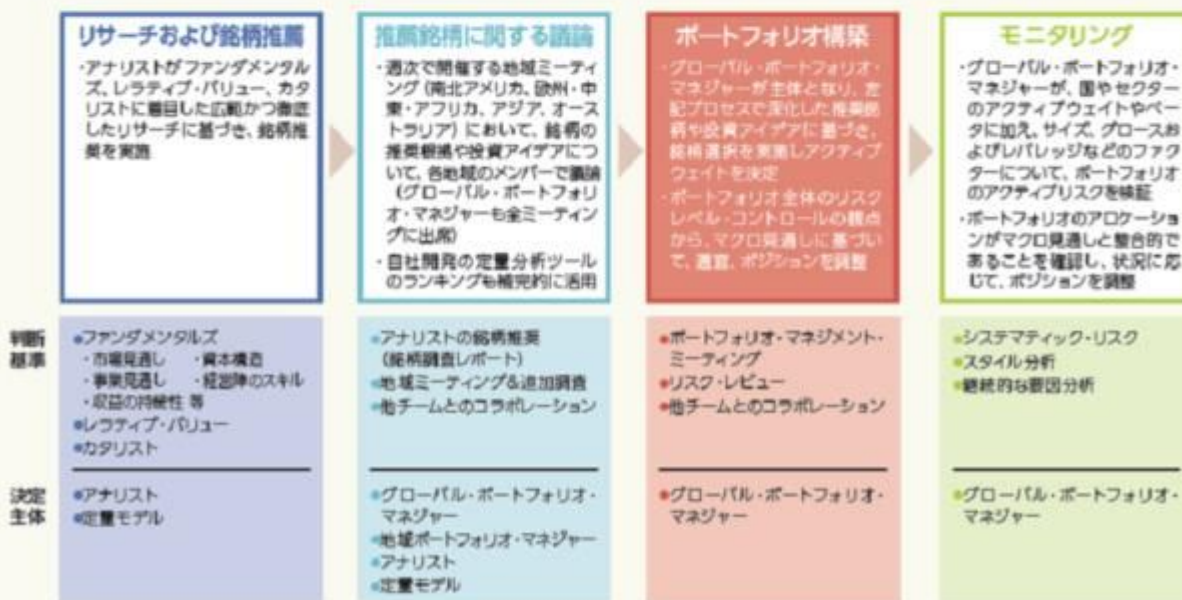 リサーチおよび銘柄推薦
・アナリストがファンダメンタル
ズ、レラティブ・バリュー、カタ
リストに着目した広範かつ徹底
したリサーチに基づき、銘柄推
奨を実施
推薦銘柄に関する議論
・週次で開催する地域ミーティ
ング(南北アメリカ、欧州・中
東・アフリカ、アジア、オース
トラリア)において、銘柄の
推奨根拠や投資アイデアにつ
いて、各地域のメンバーで議論
(グローバル・ポートフォリ
オ・マネジャーも全ミーティン
グに出席)
・自社開発の定量分析ツール
のランキングも補完的に活用
ポートフォリオ構築
・グローバル・ポートフォリオ・
マネジャーが主体となり、左
記プロセスで深化した推奨銘
柄や投資アイデアに基づき、
銘柄選択を実施しアクティブ
ウェイトを決定
・ポートフォリオ全体のリスク
レベル・コントロールの観点
から、マクロ見通しに基づい
て、適宜、ポジションを調整
モニタリング
・グローバル・ポートフォリオ・
マネジャーが、国やセクター
のアクティブウェイトやベー
タに加え、サイズ、グロースお
よびレバレッジなどのファク
ターについて、ポートフォリオ
のアクティブリスクを検証
・ポートフォリオのアロケーショ
ンがマクロ見通しと整合的で
あることを確認し、状況に応
じて、ポジションを調整
判断
基準
●ファンダメンタルズ
・市場見通し ・資本構造
・事業見通し ・経営陣のスキル
・収益の持続性 等
●レラティブ・バリュー
●カタリスト
●アナリストの銘柄推奨
(銘柄調査レポート)
●地域ミーティング&追加調査
●他チームとのコラボレーション
●ポートフォリオ・マネジメント・
ミーティング
●リスク・レビュー
●他チームとのコラボレーション
●システマティック・リスク
●スタイル分析
●継続的な要因分析
決定
主体
●アナリスト
●定量モデル
●グローバル・ポートフォリオ・
マネジャー
●地域ポートフォリオ・マネジャー
●アナリスト
●定量モデル
●グローバル・ポートフォリオ・
マネジャー
●グローバル・ポートフォリオ・
マネジャー